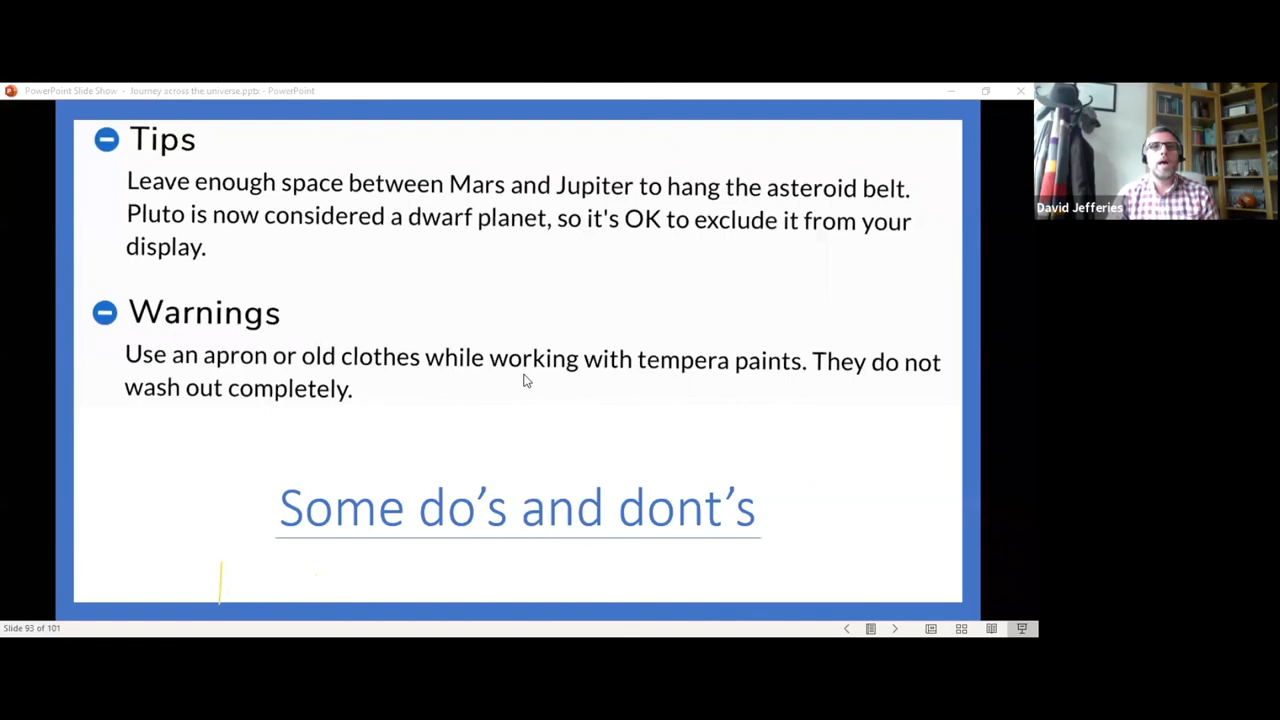 PowerPoint Slide Show - Journey across the universe.pptx - PowerPoint
Tips
Leave enough space between Mars and Jupiter to hang the asteroid belt.
Pluto is now considered a dwarf planet, so it's OK to exclude it from your
display.
Warnings
Use an apron or old clothes while working with tempera paints. They do not
wash out completely.
Some do’s and dont’s
Slide 93 of 101
David Jefferies